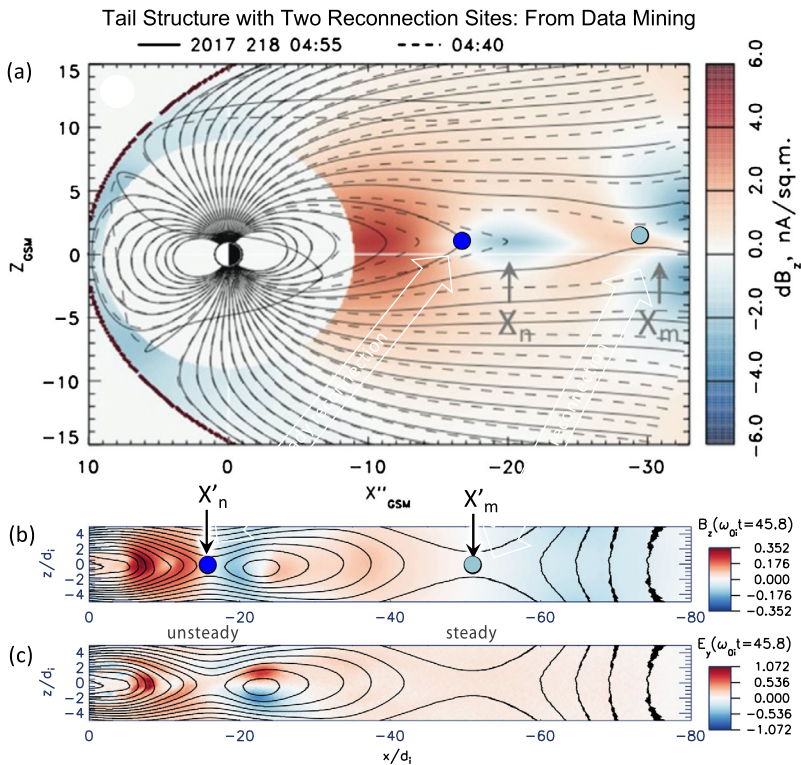 Tail Structure with Two Reconnection Sites: From Data Mining
2017 218 04:55 04:40
(a)
15
10
5
0
-5
-10
-15
Z_GSM
10 0 -10 -20 -30
X''_GSM
X_n
X_m
6.0
4.0
2.0
0.0
-2.0
-4.0
-6.0
dB_z, nA/sq.m.
X'_n
X'_m
(b)
4
2
0
-2
-4
z/d_i
0 -20 -40 -60 -80
B_z(ω_0i t=45.8)
0.352
0.176
0.000
-0.176
-0.352
unsteady
steady
(c)
4
2
0
-2
-4
z/d_i
0 -20 -40 -60 -80
x/d_i
E_y(ω_0i t=45.8)
1.072
0.536
0.000
-0.536
-1.072